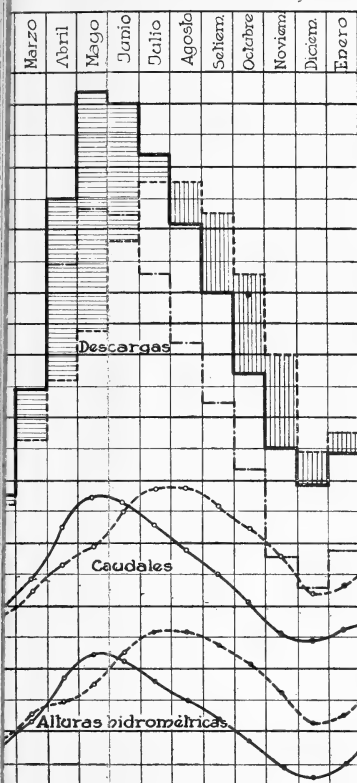 Marzo
Abril
Mayo
Junio
Julio
Agosto
Setiem
Octubre
Noviem
Diciem
Enero
Descargas
Caudales
Alturas hidrométricas